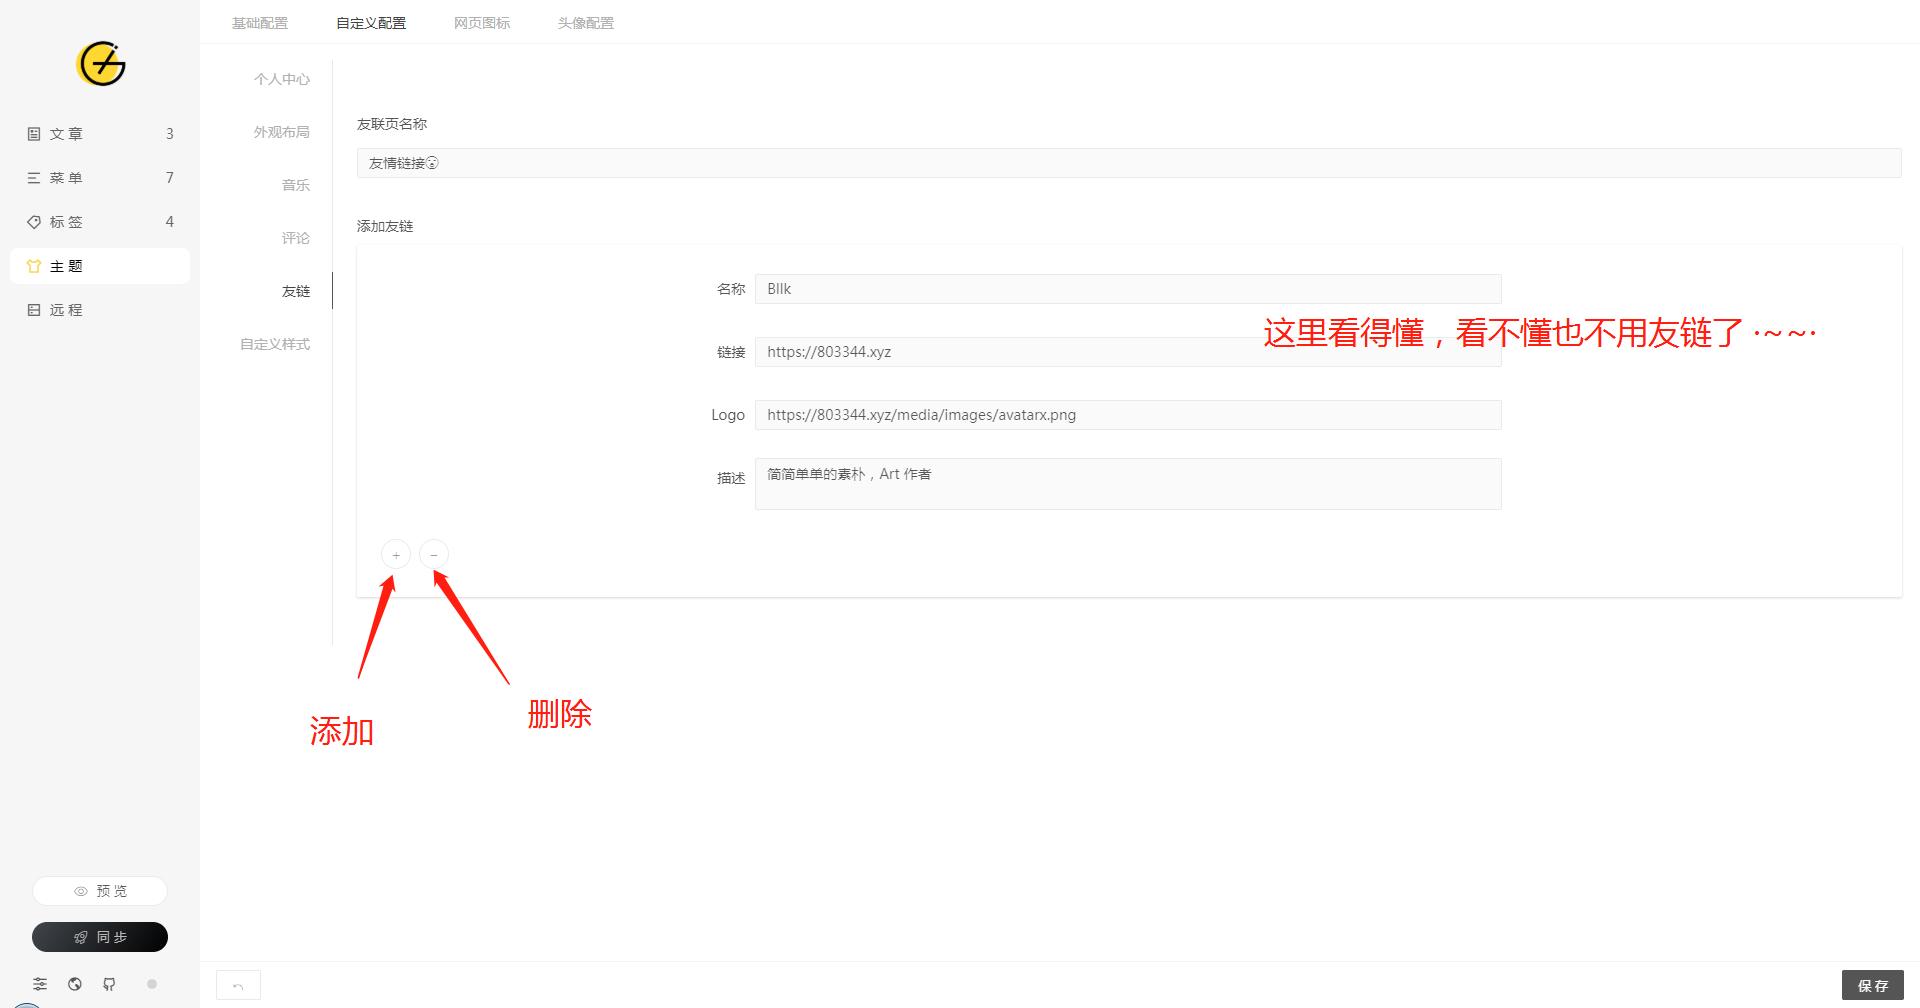 基础配置 自定义配置 网页图标 头像配置
文章 3
菜单 7
标签 4
主题
远程
预览
同步
个人中心
外观布局
音乐
评论
友链
自定义样式
友联页名称
友情链接😮
添加友链
名称 Bllk
链接 https://803344.xyz
Logo https://803344.xyz/media/images/avatarx.png
描述 简简单单的素朴，Art 作者
这里看得懂，看不懂也不用友链了 ·~~·
+ −
添加
删除
保存